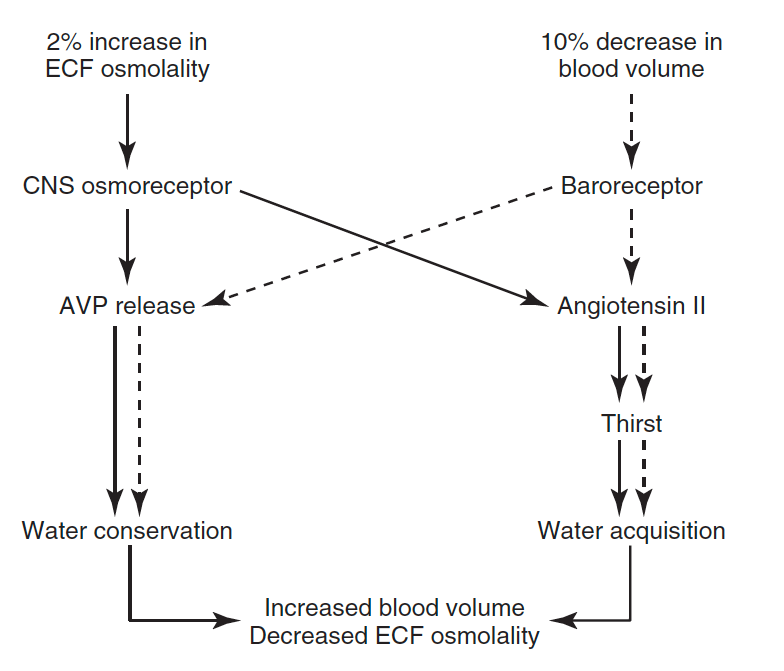 2% increase in
ECF osmolality
10% decrease in
blood volume
CNS osmoreceptor
Baroreceptor
AVP release
Angiotensin II
Thirst
Water conservation
Water acquisition
Increased blood volume
Decreased ECF osmolality